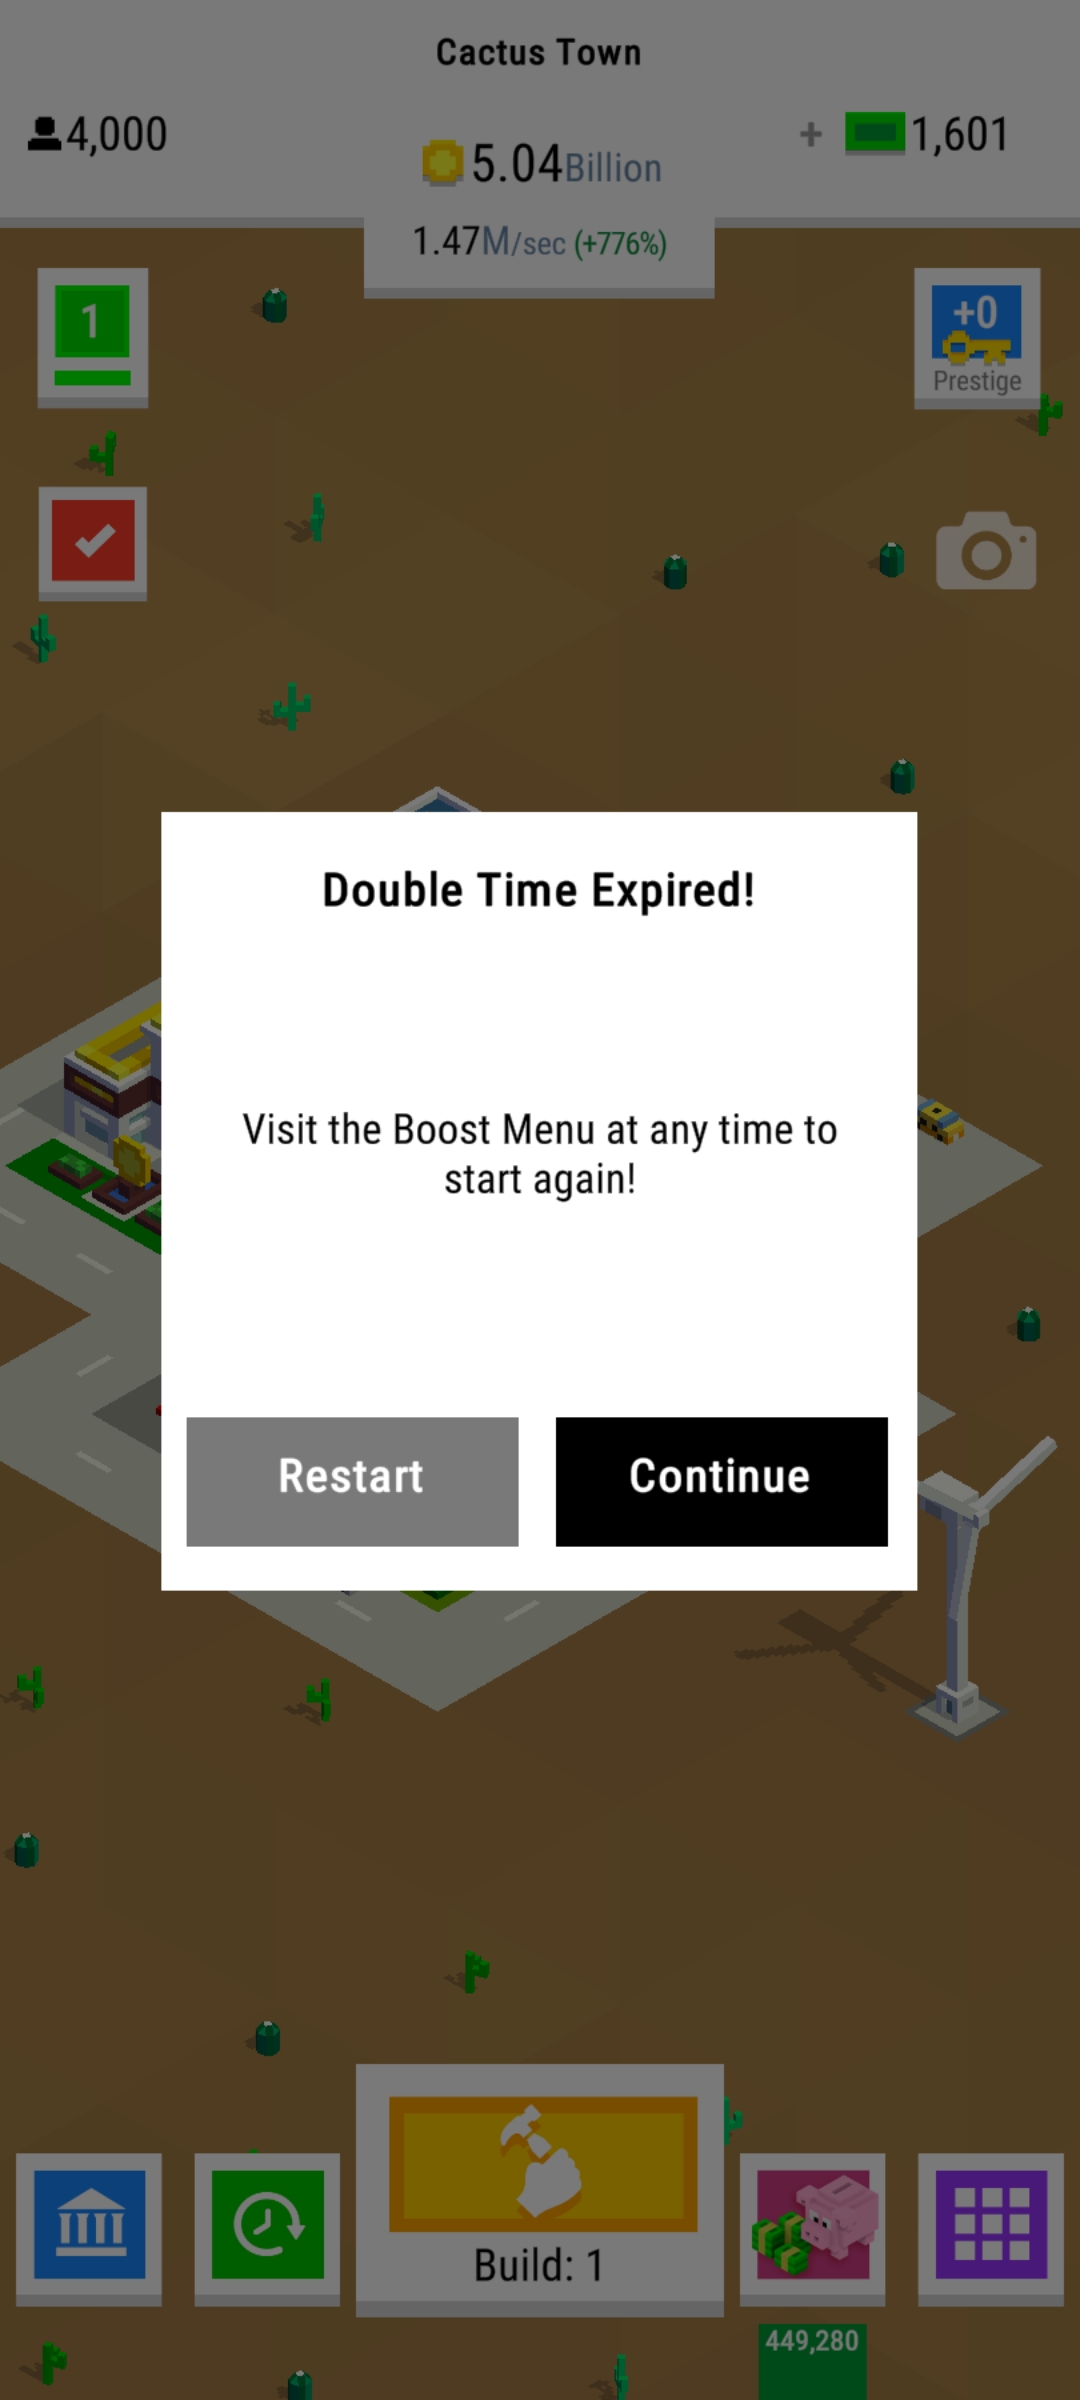 Cactus Town
4,000
5.04Billion
+ 1,601
1.47M/sec (+776%)
1
+0
Prestige
Double Time Expired!
Visit the Boost Menu at any time to
start again!
Restart
Continue
Build: 1
449,280